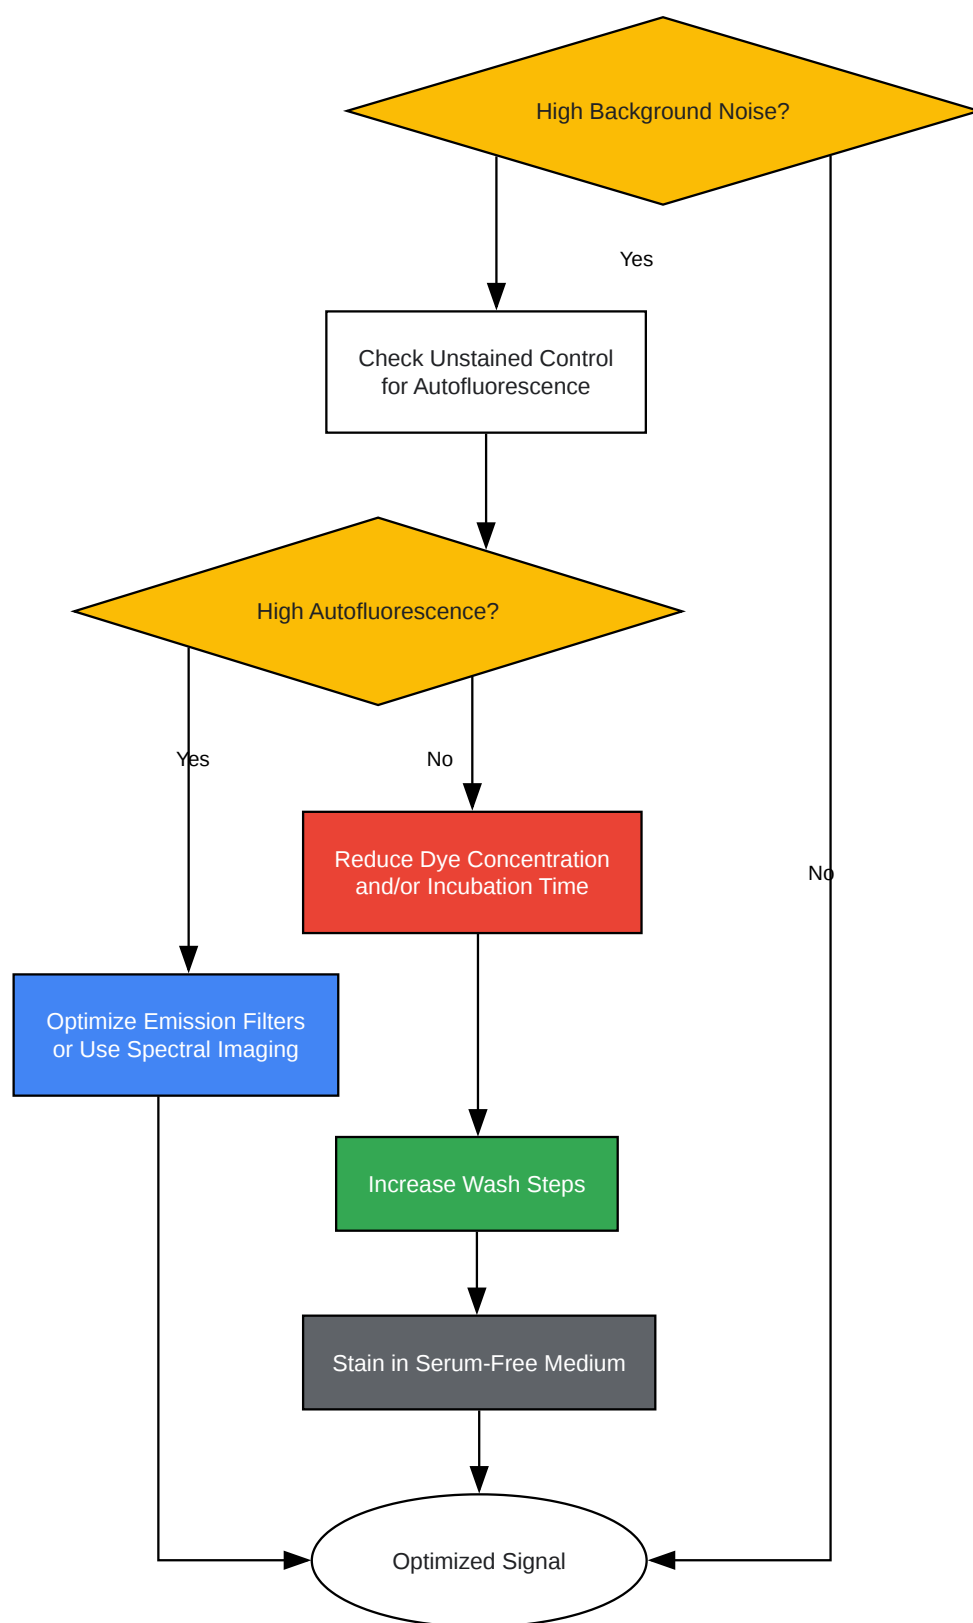 High Background Noise?
Yes
Check Unstained Control
for Autofluorescence
High Autofluorescence?
Yes
No
Reduce Dye Concentration
and/or Incubation Time
No
Optimize Emission Filters
or Use Spectral Imaging
Increase Wash Steps
Stain in Serum-Free Medium
Optimized Signal